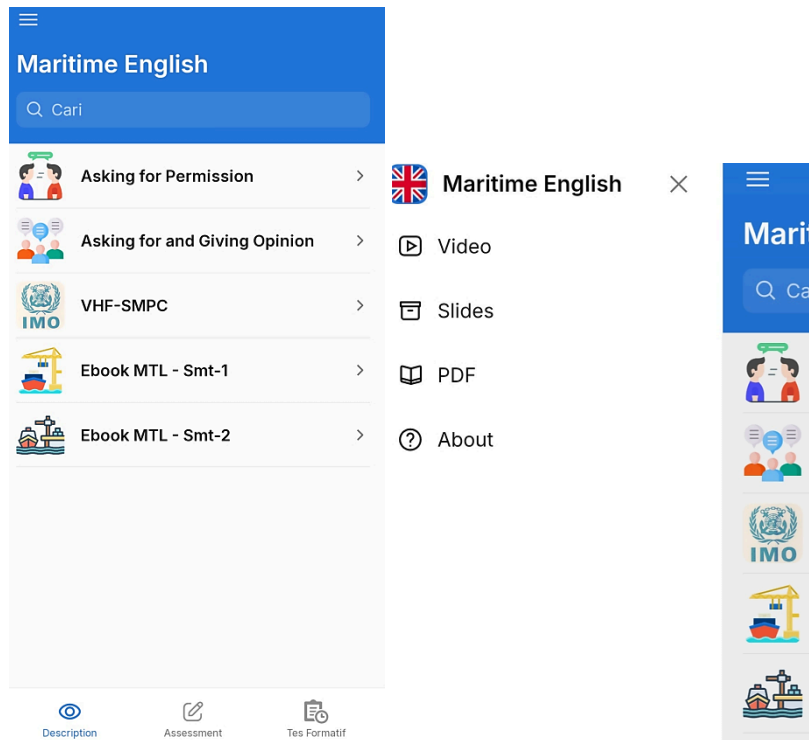 Maritime English
Cari
Asking for Permission
Asking for and Giving Opinion
IMO
VHF-SMPC
Ebook MTL - Smt-1
Ebook MTL - Smt-2
Description
Assessment
Tes Formatif
Maritime English
Video
Slides
PDF
About
Mari
Ca
IMO